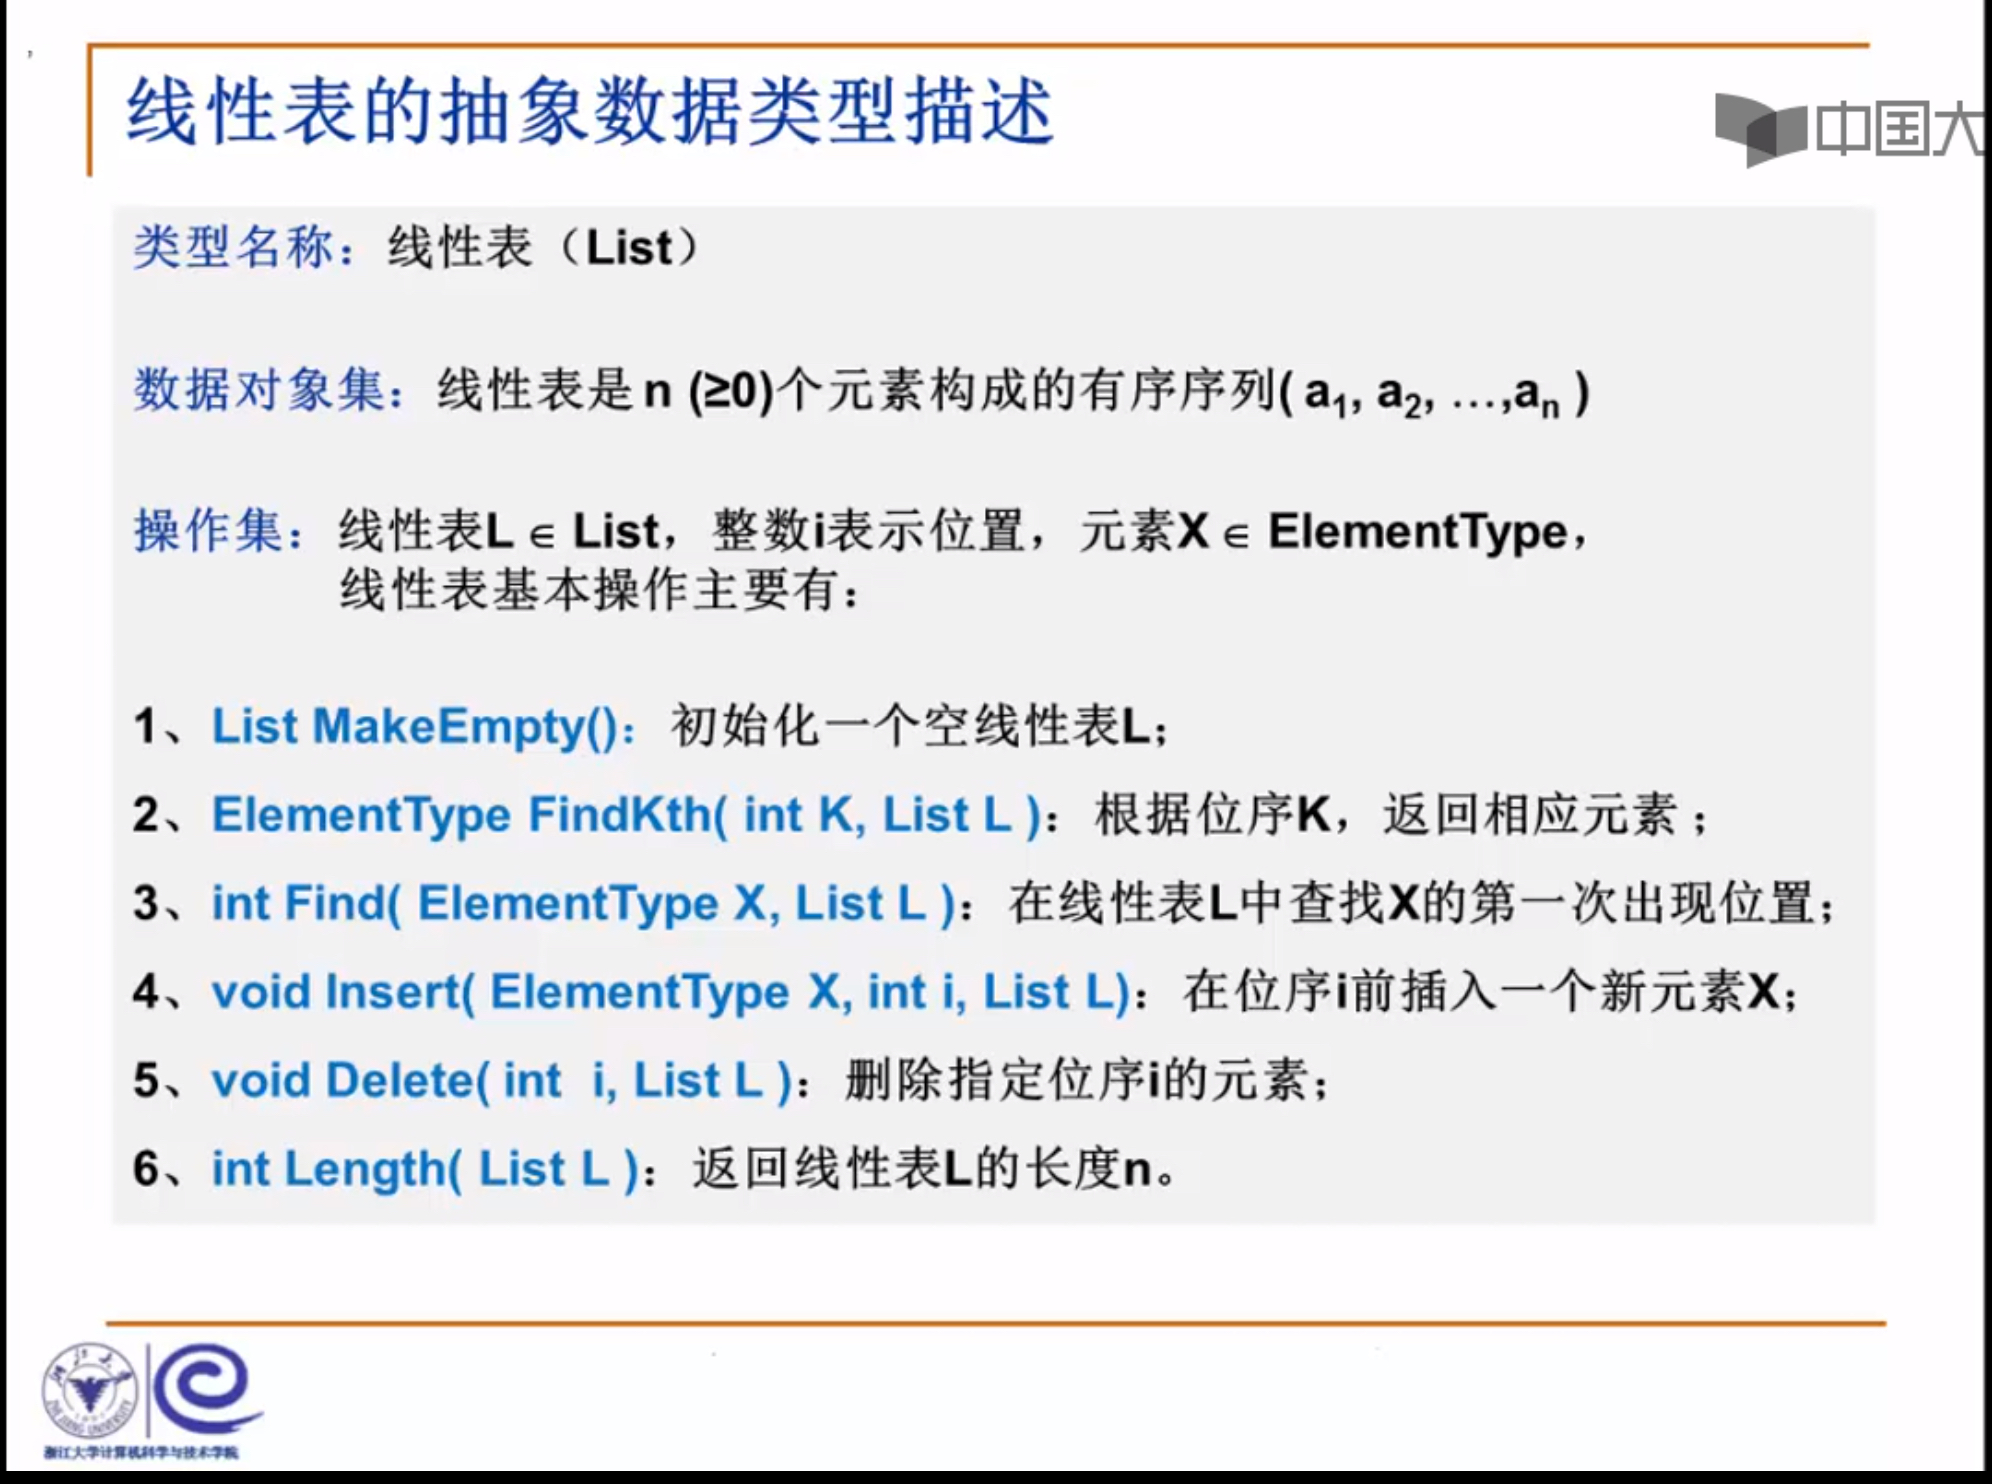 线性表的抽象数据类型描述
中国大
类型名称：线性表（List）
数据对象集：线性表是 n (≥0)个元素构成的有序序列( a1, a2, …,an )
操作集：线性表L ∈ List，整数i表示位置，元素X ∈ ElementType，
线性表基本操作主要有：
1、List MakeEmpty()：初始化一个空线性表L；
2、ElementType FindKth( int K, List L )：根据位序K，返回相应元素 ；
3、int Find( ElementType X, List L )：在线性表L中查找X的第一次出现位置；
4、void Insert( ElementType X, int i, List L)：在位序i前插入一个新元素X；
5、void Delete( int i, List L )：删除指定位序i的元素；
6、int Length( List L )：返回线性表L的长度n。
浙江大学计算机科学与技术学院